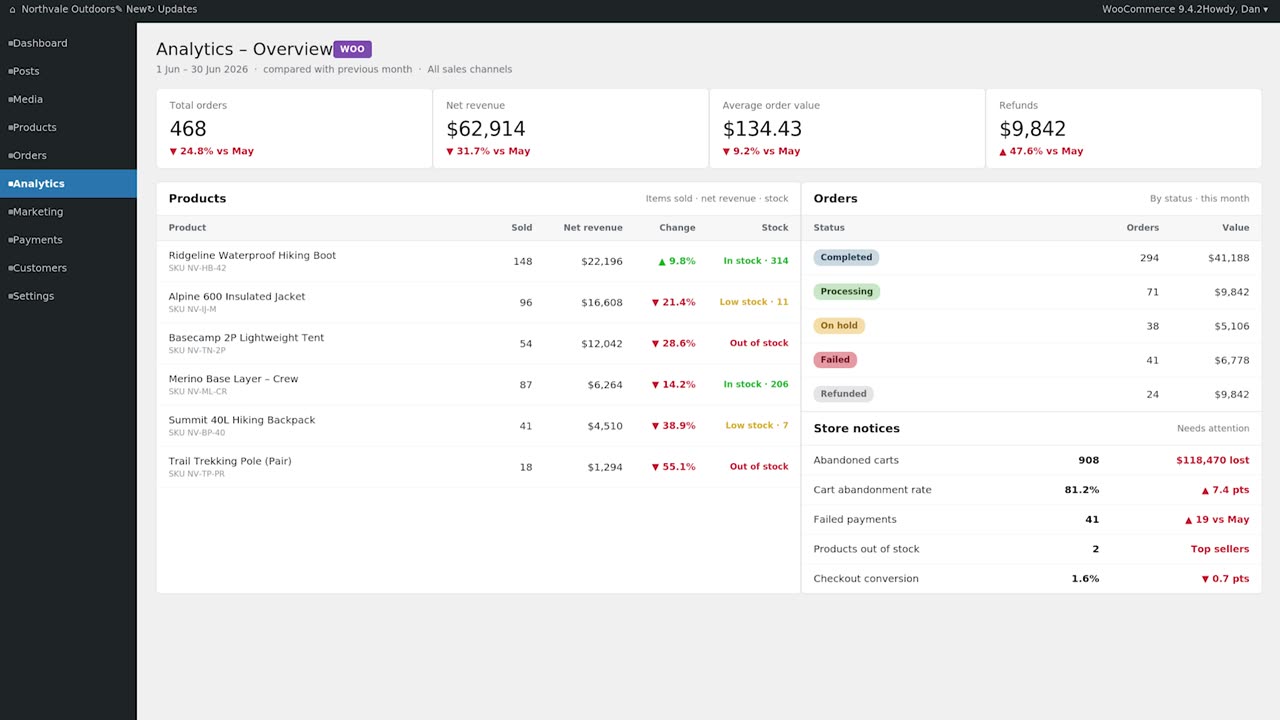 ⌂ Northvale Outdoors✎ New↻ Updates WooCommerce 9.4.2Howdy, Dan ▾
Dashboard
Posts
Media
Products
Orders
Analytics
Marketing
Payments
Customers
Settings
Analytics – Overview WOO
1 Jun – 30 Jun 2026 · compared with previous month · All sales channels
Total orders
468
▼ 24.8% vs May
Net revenue
$62,914
▼ 31.7% vs May
Average order value
$134.43
▼ 9.2% vs May
Refunds
$9,842
▲ 47.6% vs May
Products Items sold · net revenue · stock
Product Sold Net revenue Change Stock
Ridgeline Waterproof Hiking Boot 148 $22,196 ▲ 9.8% In stock · 314
SKU NV-HB-42
Alpine 600 Insulated Jacket 96 $16,608 ▼ 21.4% Low stock · 11
SKU NV-IJ-M
Basecamp 2P Lightweight Tent 54 $12,042 ▼ 28.6% Out of stock
SKU NV-TN-2P
Merino Base Layer – Crew 87 $6,264 ▼ 14.2% In stock · 206
SKU NV-ML-CR
Summit 40L Hiking Backpack 41 $4,510 ▼ 38.9% Low stock · 7
SKU NV-BP-40
Trail Trekking Pole (Pair) 18 $1,294 ▼ 55.1% Out of stock
SKU NV-TP-PR
Orders By status · this month
Status Orders Value
Completed 294 $41,188
Processing 71 $9,842
On hold 38 $5,106
Failed 41 $6,778
Refunded 24 $9,842
Store notices Needs attention
Abandoned carts 908 $118,470 lost
Cart abandonment rate 81.2% ▲ 7.4 pts
Failed payments 41 ▲ 19 vs May
Products out of stock 2 Top sellers
Checkout conversion 1.6% ▼ 0.7 pts